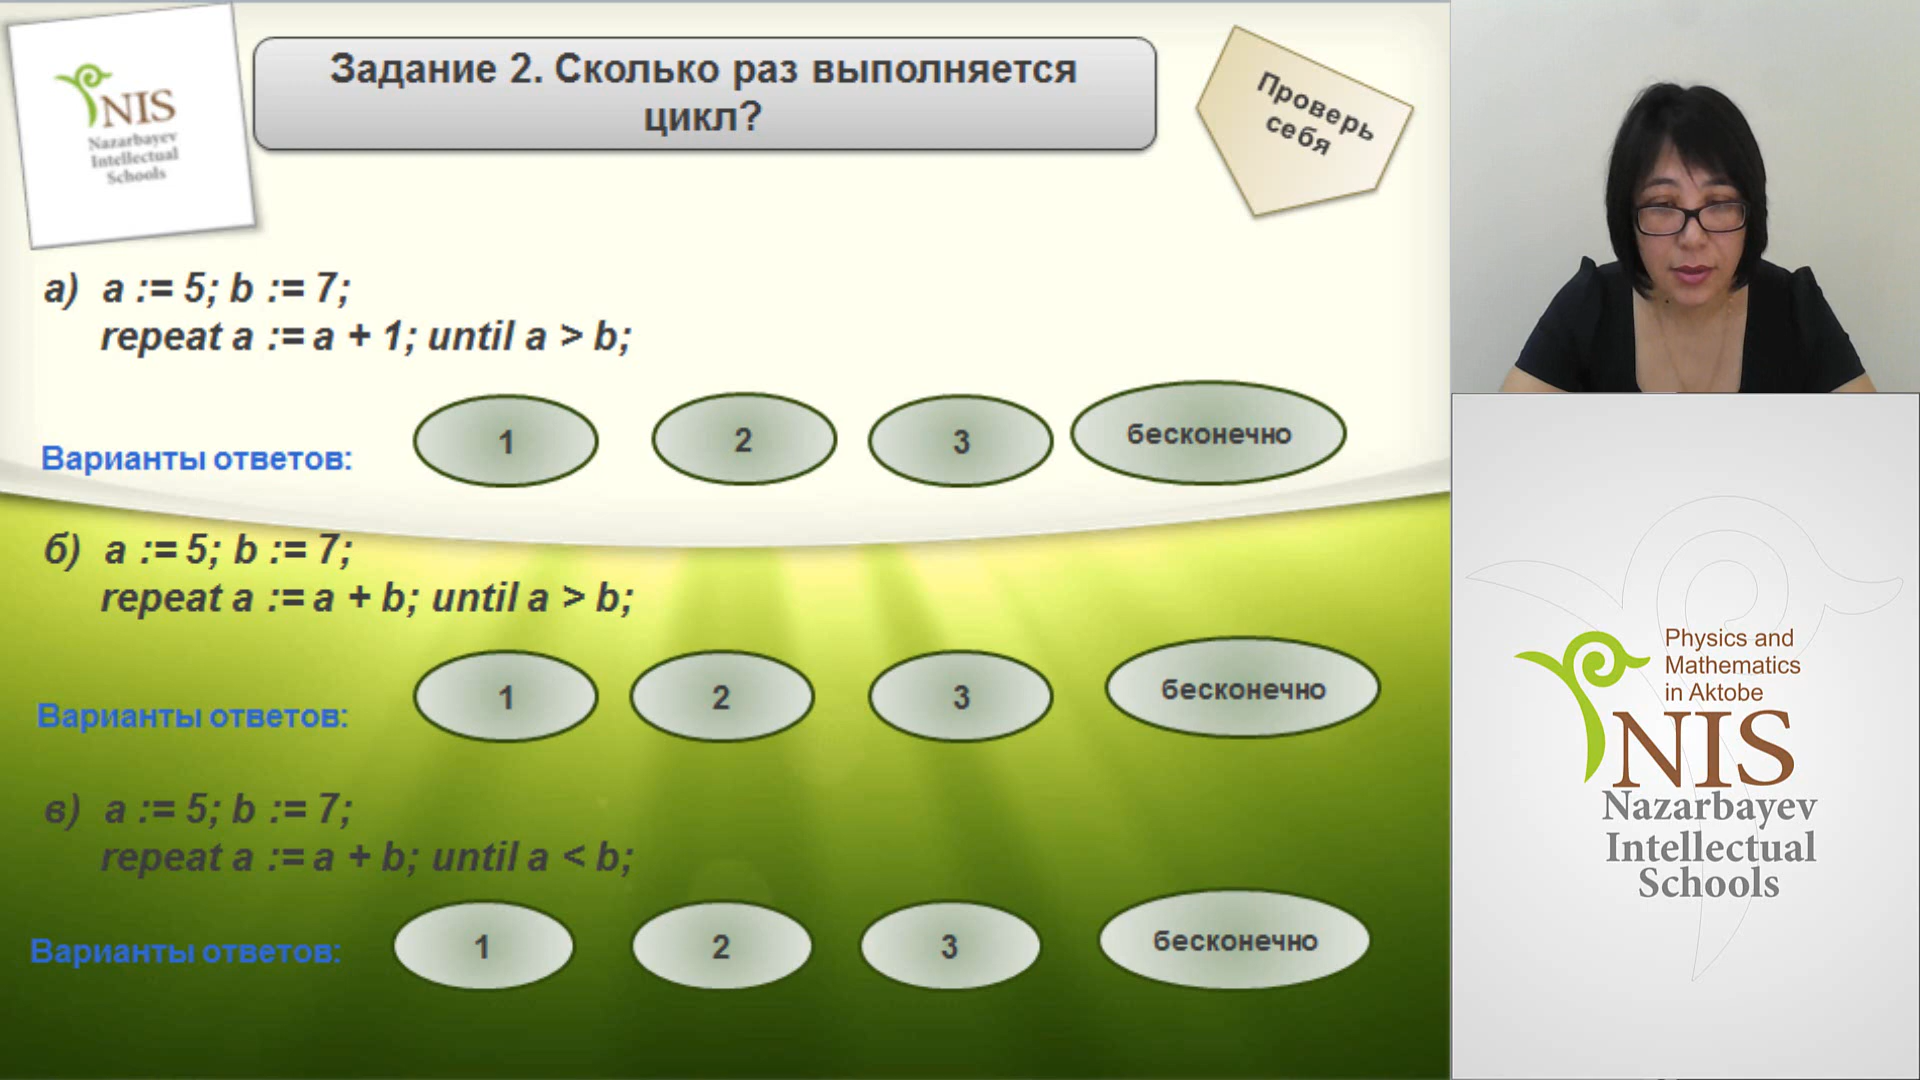 NIS
Nazarbayev
Intellectual
Schools
Задание 2. Сколько раз выполняется
цикл?
Проверь
себя
а) a := 5; b := 7;
repeat a := a + 1; until a > b;
Варианты ответов:
1
2
3
бесконечно
б) a := 5; b := 7;
repeat a := a + b; until a > b;
Варианты ответов:
1
2
3
бесконечно
в) a := 5; b := 7;
repeat a := a + b; until a < b;
Варианты ответов:
1
2
3
бесконечно
Physics and
Mathematics
in Aktobe
NIS
Nazarbayev
Intellectual
Schools